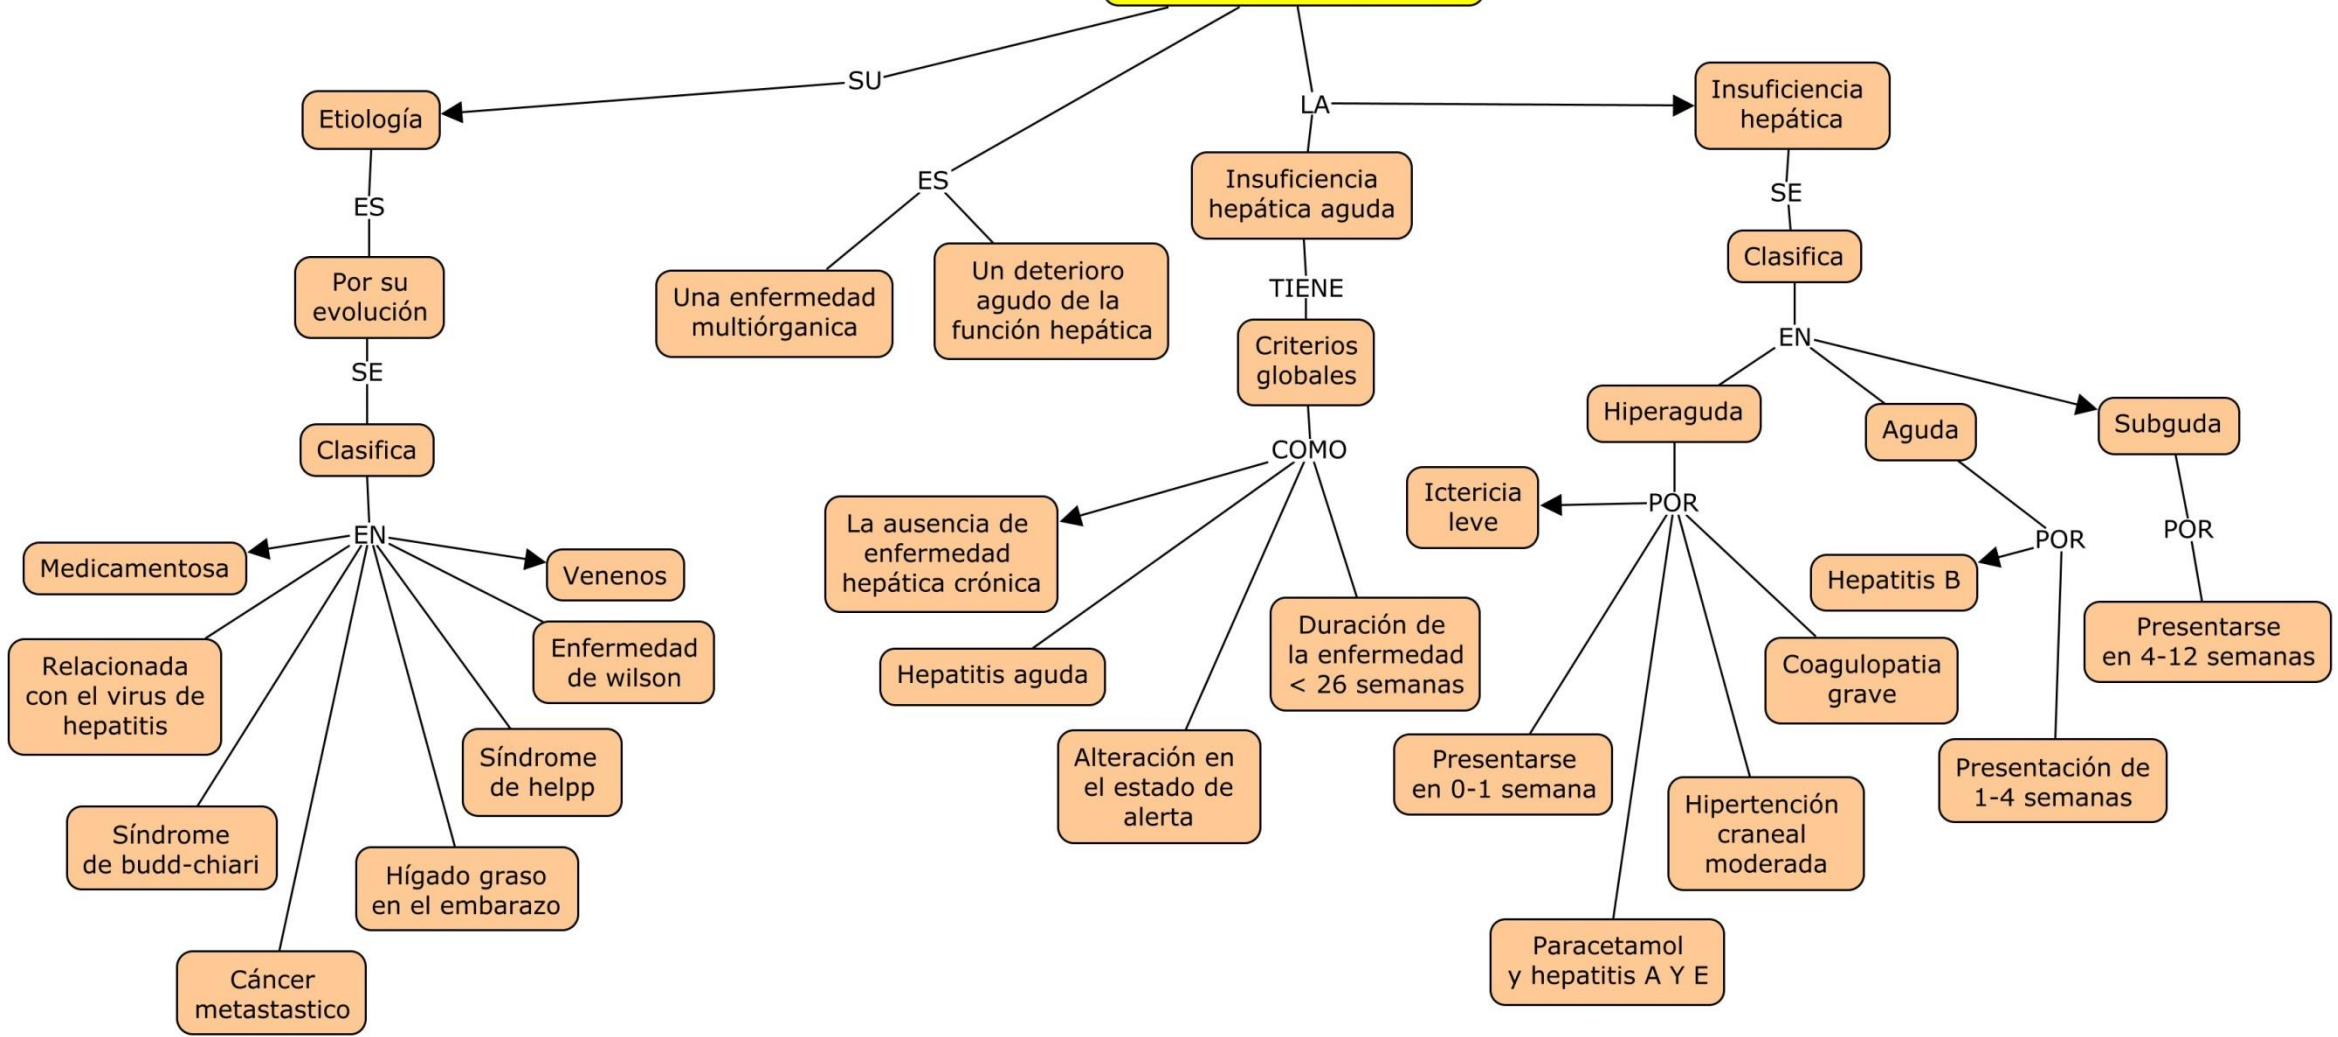 SU
Etiología
ES
Por su
evolución
SE
Clasifica
EN
Medicamentosa
Venenos
Relacionada
con el virus de
hepatitis
Enfermedad
de wilson
Síndrome
de helpp
Síndrome
de budd-chiari
Hígado graso
en el embarazo
Cáncer
metastastico
ES
Una enfermedad
multiórganica
Un deterioro
agudo de la
función hepática
LA
Insuficiencia
hepática aguda
TIENE
Criterios
globales
COMO
La ausencia de
enfermedad
hepática crónica
Hepatitis aguda
Alteración en
el estado de
alerta
Duración de
la enfermedad
< 26 semanas
Insuficiencia
hepática
SE
Clasifica
EN
Hiperaguda
Aguda
Subguda
POR
Ictericia
leve
Presentarse
en 0-1 semana
Paracetamol
y hepatitis A Y E
Hipertención
craneal
moderada
Coagulopatia
grave
POR
Hepatitis B
Presentación de
1-4 semanas
POR
Presentarse
en 4-12 semanas